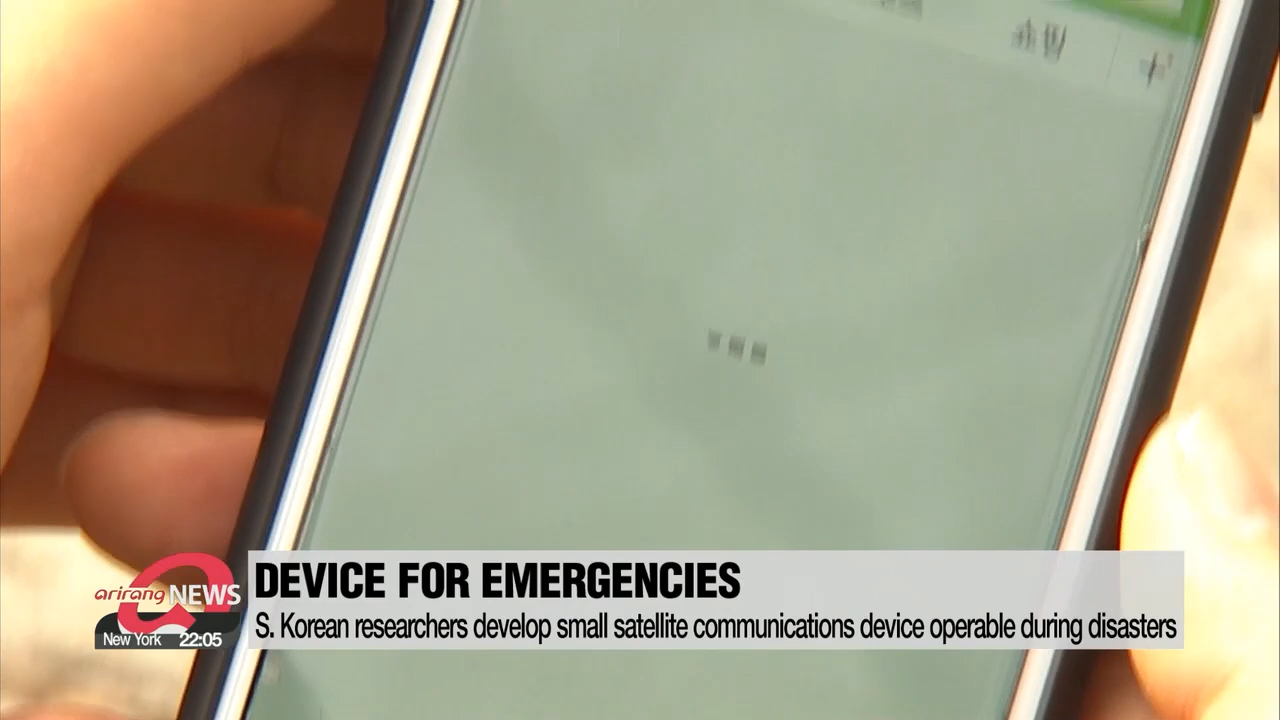 DEVICE FOR EMERGENCIES
S. Korean researchers develop small satellite communications device operable during disasters
arirang NEWS
New York 22:05